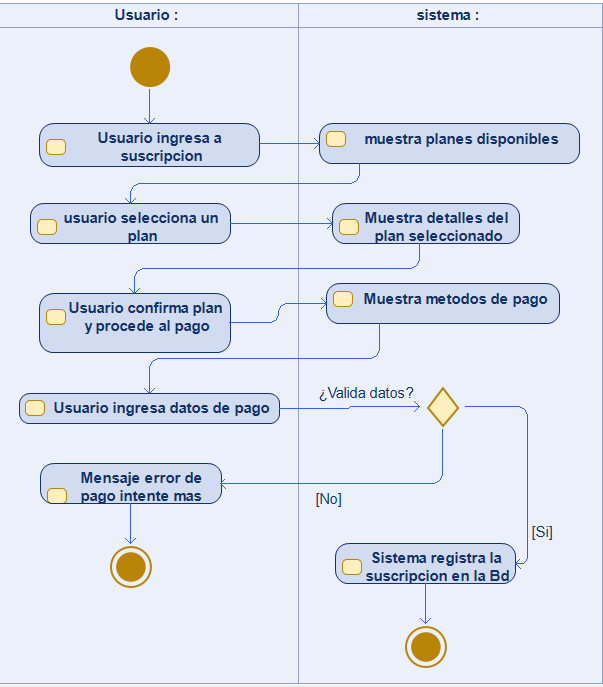 Usuario :
sistema :
Usuario ingresa a
suscripcion
muestra planes disponibles
usuario selecciona un
plan
Muestra detalles del
plan seleccionado
Usuario confirma plan
y procede al pago
Muestra metodos de pago
Usuario ingresa datos de pago
¿Valida datos?
Mensaje error de
pago intente mas
[No]
[Si]
Sistema registra la
suscripcion en la Bd